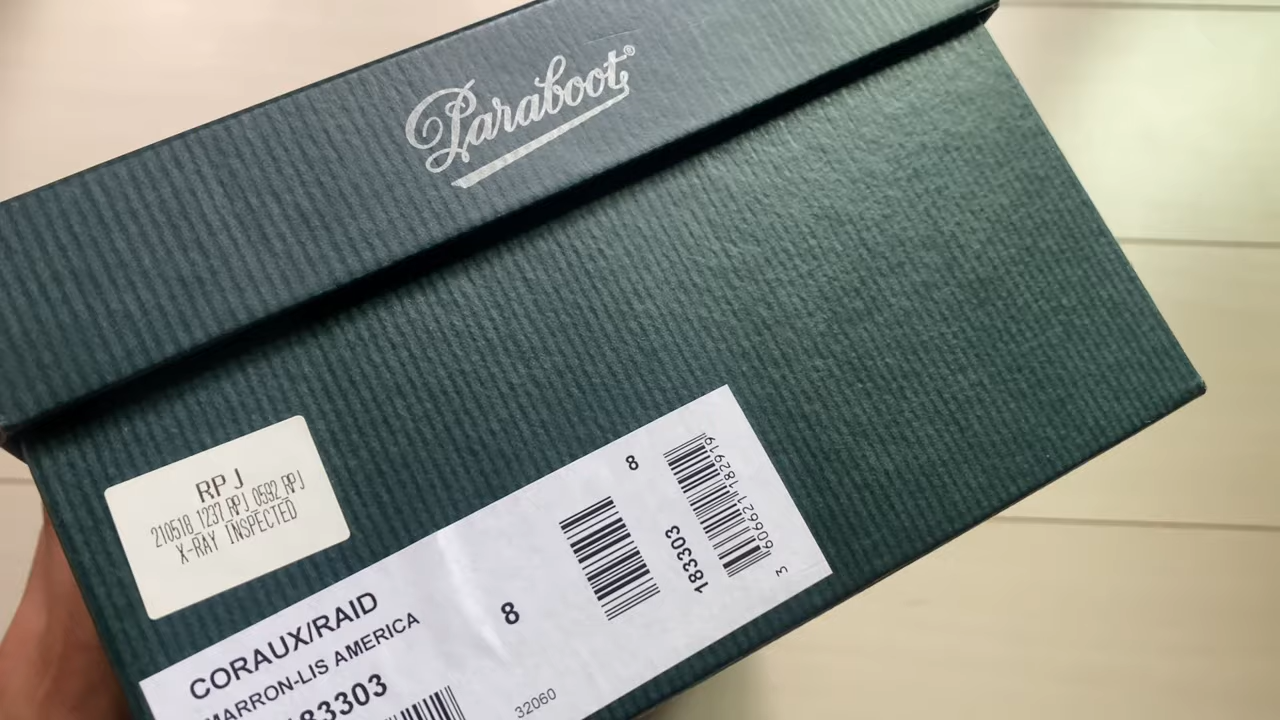 Paraboot®
RP J
210518 1237 RPJ 0592 RPJ
X-RAY INSPECTED
CORAUX/RAID
MARRON-LIS AMERICA
183303
8
32060
8
183303
3 606621 182919